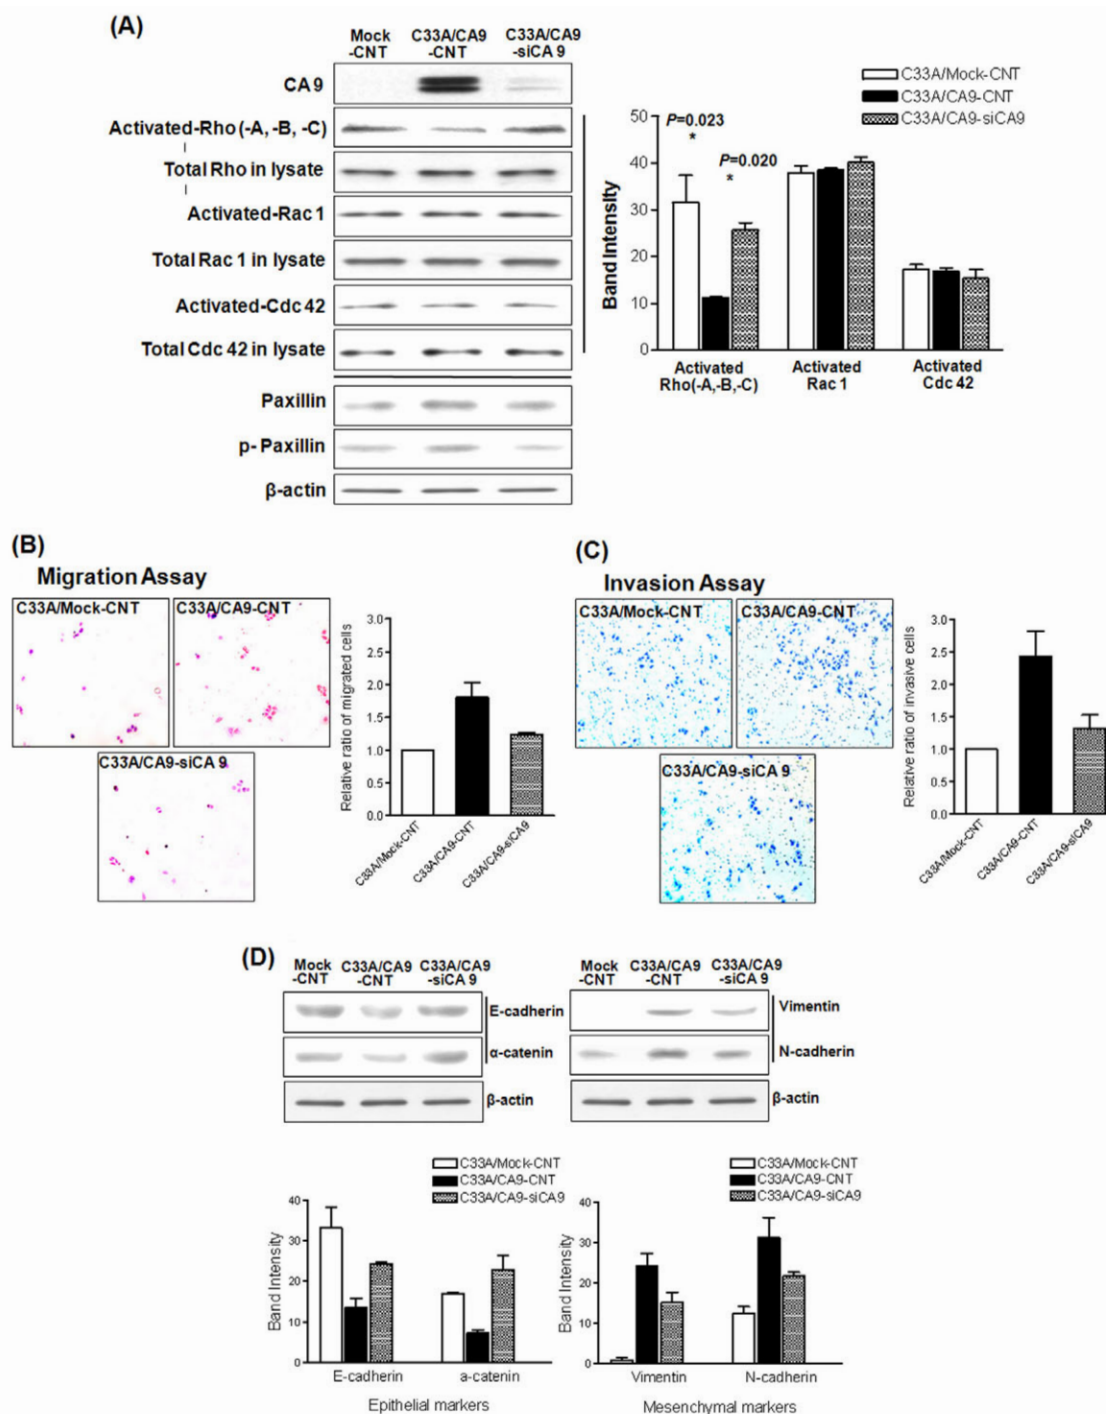 (A)
Mock
-CNT
C33A/CA9
-CNT
C33A/CA9
-siCA 9
CA 9
Activated-Rho (-A, -B, -C)
Total Rho in lysate
Activated-Rac 1
Total Rac 1 in lysate
Activated-Cdc 42
Total Cdc 42 in lysate
Paxillin
p- Paxillin
β-actin
C33A/Mock-CNT
C33A/CA9-CNT
C33A/CA9-siCA9
P=0.023
*
P=0.020
*
Band Intensity
50
40
30
20
10
0
Activated
Rho(-A,-B,-C)
Activated
Rac 1
Activated
Cdc 42
(B)
Migration Assay
C33A/Mock-CNT
C33A/CA9-CNT
C33A/CA9-siCA 9
Relative ratio of migrated cells
3.0
2.5
2.0
1.5
1.0
0.5
0.0
C33A/Mock-CNT
C33A/CA9-CNT
C33A/CA9-siCA9
(C)
Invasion Assay
C33A/Mock-CNT
C33A/CA9-CNT
C33A/CA9-siCA 9
Relative ratio of invasive cells
3.0
2.5
2.0
1.5
1.0
0.5
0.0
C33A/Mock-CNT
C33A/CA9-CNT
C33A/CA9-siCA9
(D)
Mock
-CNT
C33A/CA9
-CNT
C33A/CA9
-siCA 9
E-cadherin
α-catenin
β-actin
Mock
-CNT
C33A/CA9
-CNT
C33A/CA9
-siCA 9
Vimentin
N-cadherin
β-actin
C33A/Mock-CNT
C33A/CA9-CNT
C33A/CA9-siCA9
Band Intensity
40
30
20
10
0
E-cadherin
a-catenin
Epithelial markers
C33A/Mock-CNT
C33A/CA9-CNT
C33A/CA9-siCA9
Band Intensity
40
30
20
10
0
Vimentin
N-cadherin
Mesenchymal markers